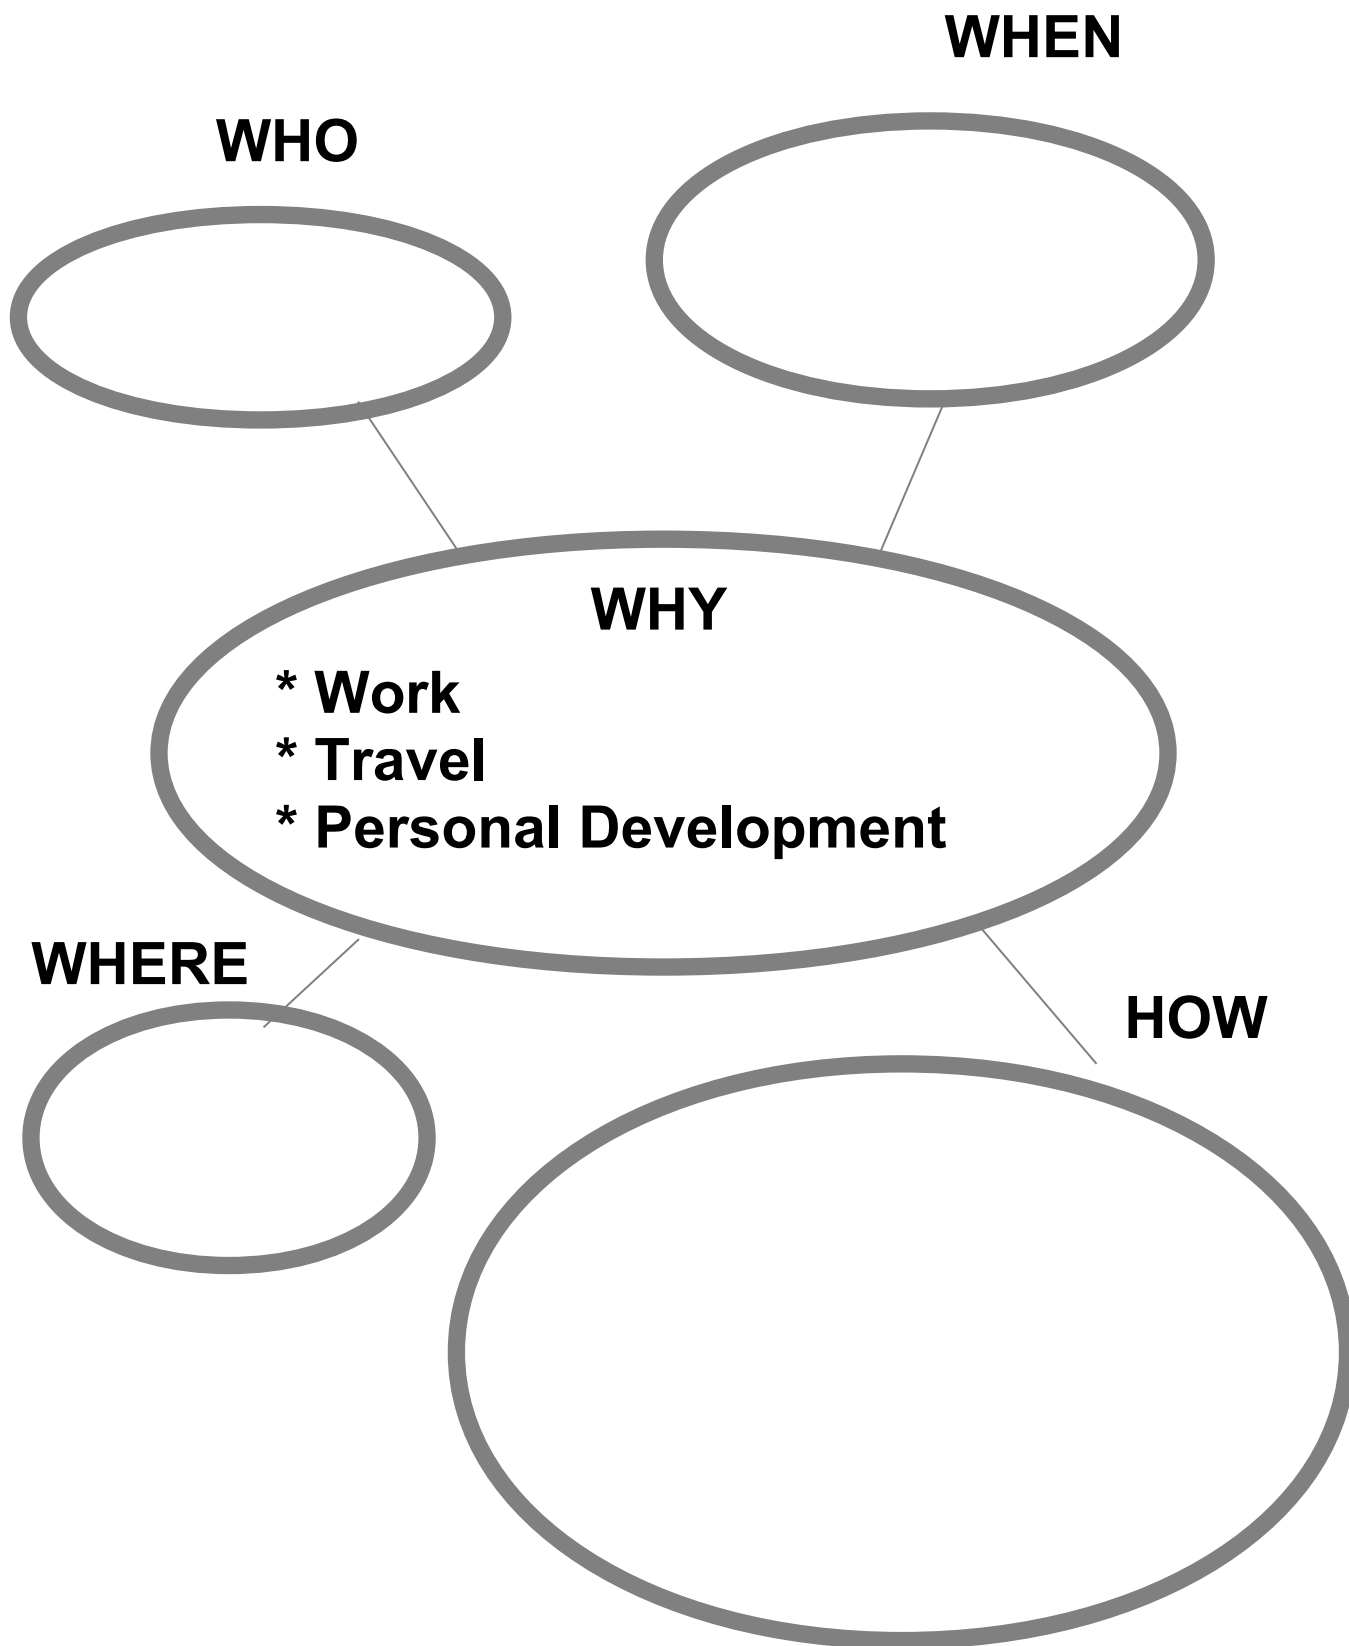 WHEN
WHO
WHY
* Work
* Travel
* Personal Development
WHERE
HOW